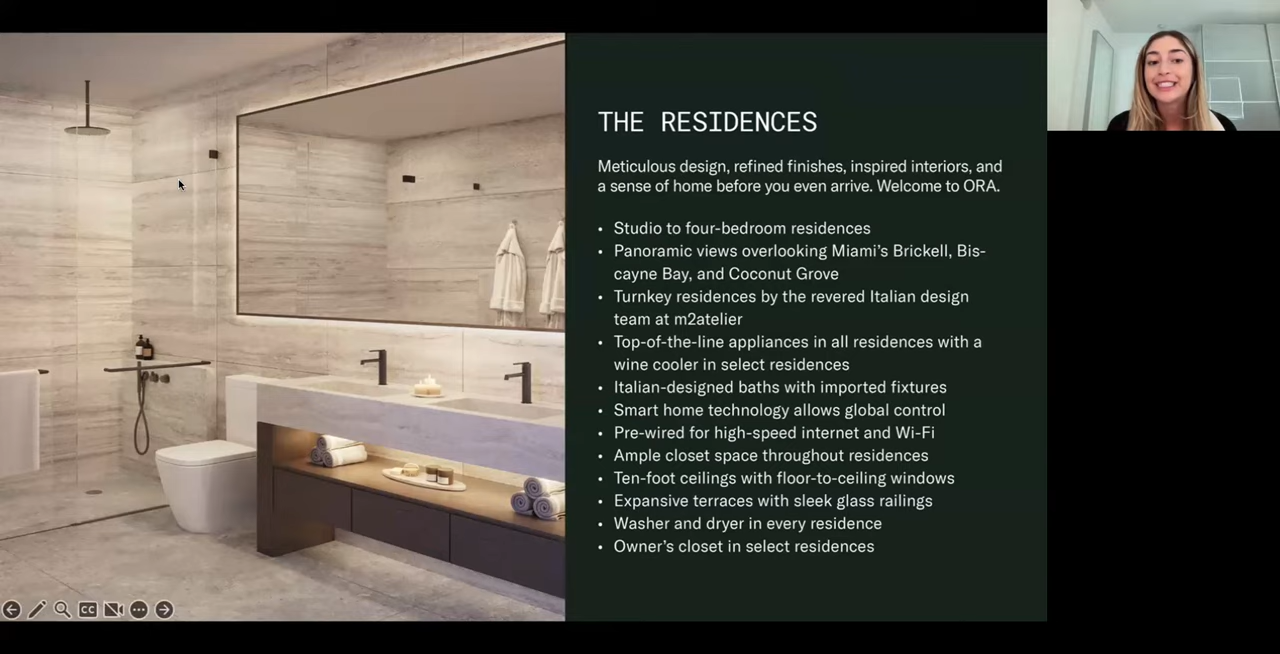 THE RESIDENCES
Meticulous design, refined finishes, inspired interiors, and
a sense of home before you even arrive. Welcome to ORA.
• Studio to four-bedroom residences
• Panoramic views overlooking Miami's Brickell, Bis-
cayne Bay, and Coconut Grove
• Turnkey residences by the revered Italian design
team at m2atelier
• Top-of-the-line appliances in all residences with a
wine cooler in select residences
• Italian-designed baths with imported fixtures
• Smart home technology allows global control
• Pre-wired for high-speed internet and Wi-Fi
• Ample closet space throughout residences
• Ten-foot ceilings with floor-to-ceiling windows
• Expansive terraces with sleek glass railings
• Washer and dryer in every residence
• Owner's closet in select residences
CC